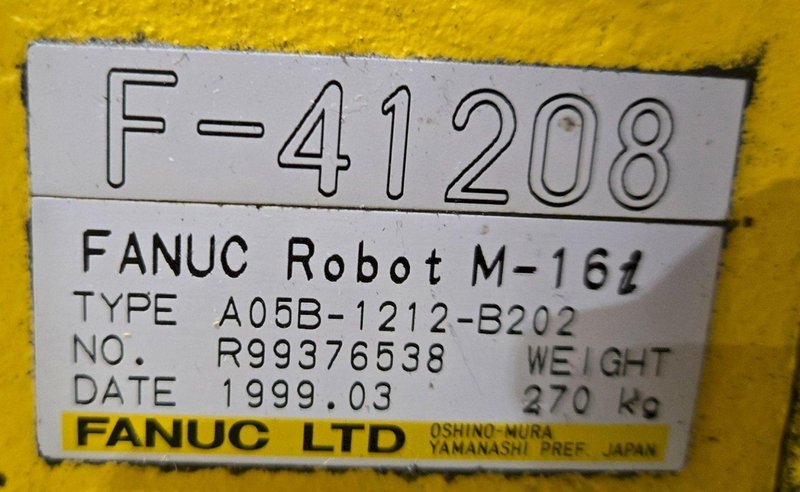 F-41208
FANUC Robot M-16i
TYPE A05B-1212-B202
NO. R99376538 WEIGHT
DATE 1999.03 270 kg
FANUC LTD OSHINO-MURA
YAMANASHI PREF. JAPAN